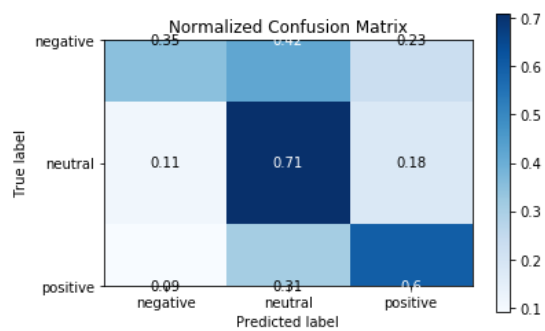 Normalized Confusion Matrix
negative 0.35 0.42 0.23
neutral 0.11 0.71 0.18
positive 0.09 0.31 0.6
negative neutral positive
Predicted label
True label
0.7
0.6
0.5
0.4
0.3
0.2
0.1